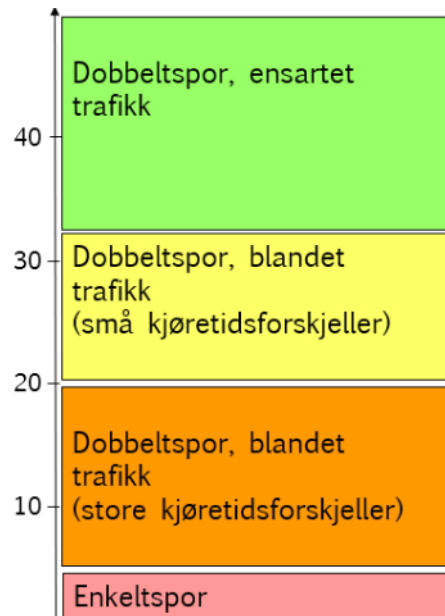 Dobbeltspor, ensartet
trafikk
40
Dobbeltspor, blandet
trafikk
(små kjøretidsforskjeller)
30
20
Dobbeltspor, blandet
trafikk
(store kjøretidsforskjeller)
10
Enkeltspor